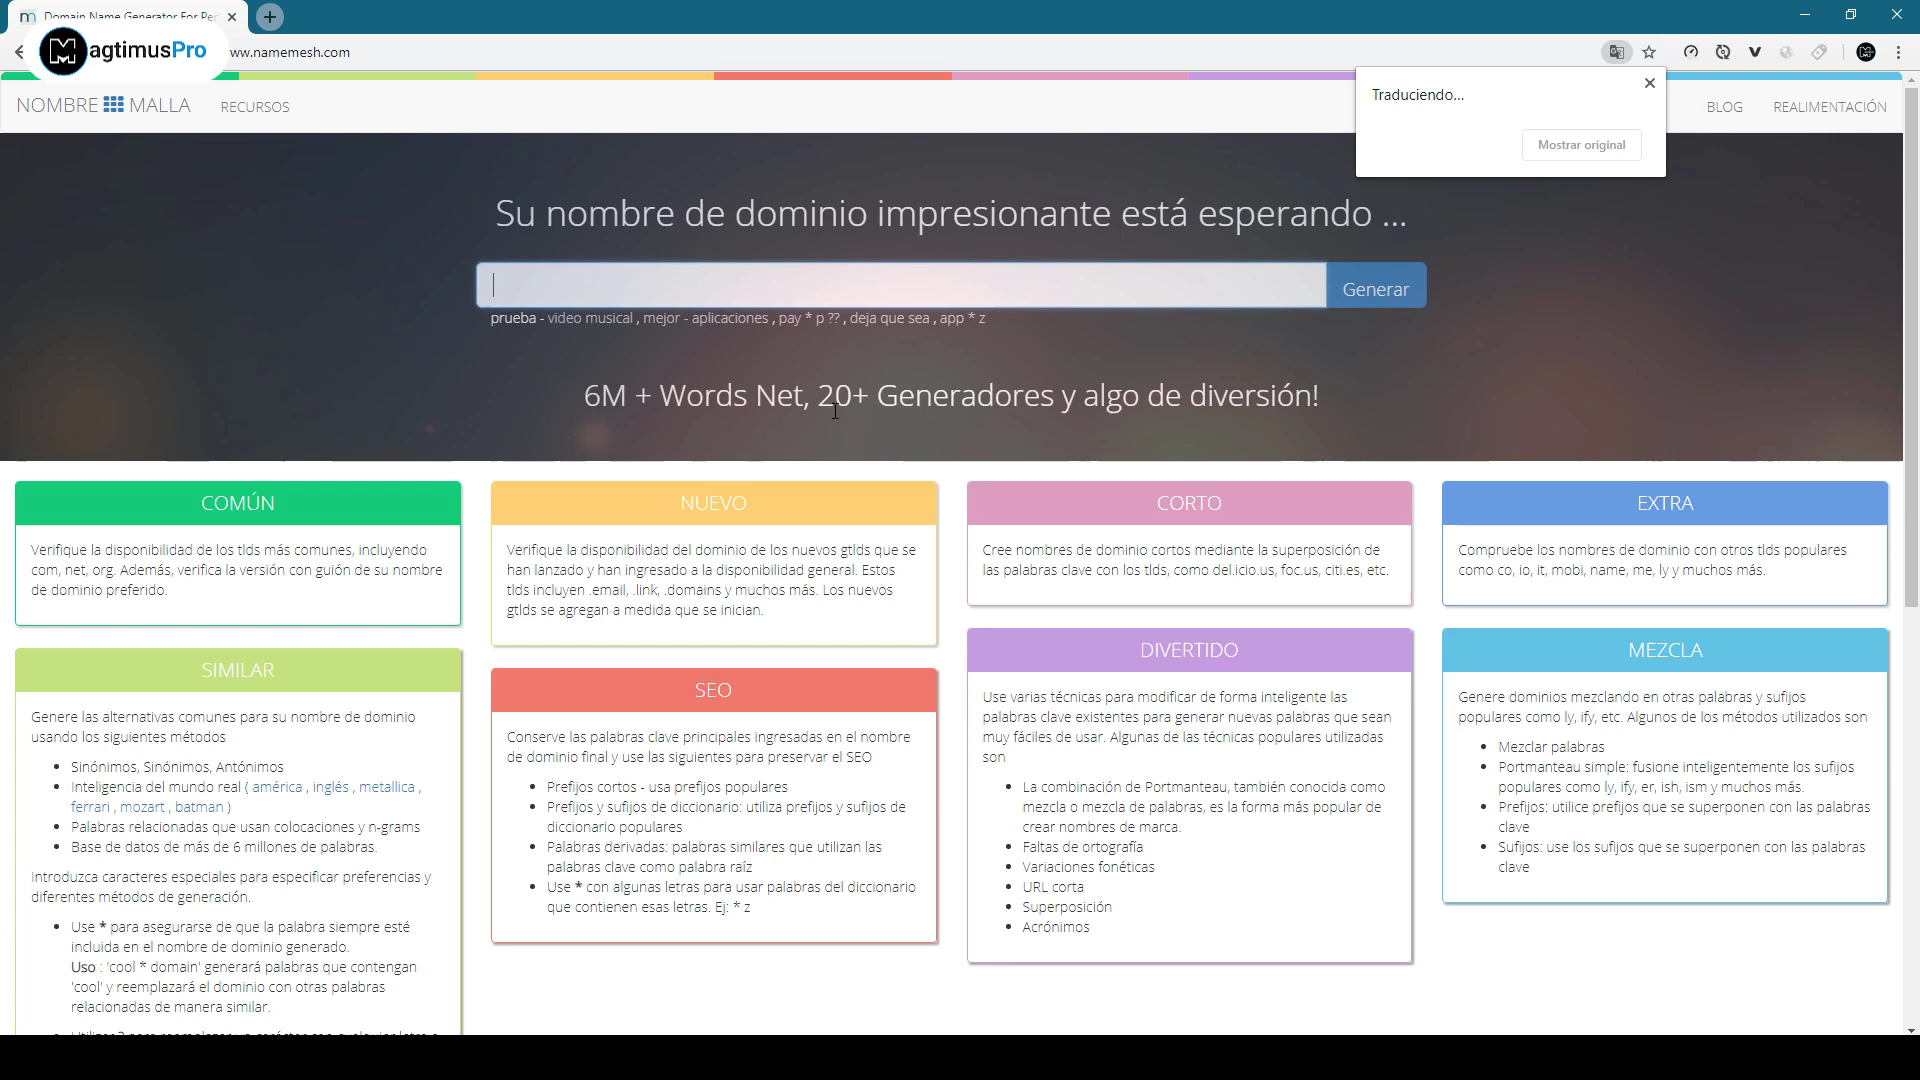 Domain Name Generator For Per
MagtimusPro
ww.namemesh.com
Traduciendo...
Mostrar original
NOMBRE MALLA
RECURSOS
BLOG
REALIMENTACIÓN
Su nombre de dominio impresionante está esperando ...
Generar
prueba - video musical , mejor - aplicaciones , pay * p ?? , deja que sea , app * z
6M + Words Net, 20+ Generadores y algo de diversión!
COMÚN
Verifique la disponibilidad de los tlds más comunes, incluyendo
com, net, org. Además, verifica la versión con guión de su nombre
de dominio preferido.
SIMILAR
Genere las alternativas comunes para su nombre de dominio
usando los siguientes métodos
Sinónimos, Sinónimos, Antónimos
Inteligencia del mundo real ( américa , inglés , metallica ,
ferrari , mozart , batman )
Palabras relacionadas que usan colocaciones y n-grams
Base de datos de más de 6 millones de palabras.
Introduzca caracteres especiales para especificar preferencias y
diferentes métodos de generación.
Use * para asegurarse de que la palabra siempre esté
incluida en el nombre de dominio generado.
Uso : 'cool * domain' generará palabras que contengan
'cool' y reemplazará el dominio con otras palabras
relacionadas de manera similar.
NUEVO
Verifique la disponibilidad del dominio de los nuevos gtlds que se
han lanzado y han ingresado a la disponibilidad general. Estos
tlds incluyen .email, .link, .domains y muchos más. Los nuevos
gtlds se agregan a medida que se inician.
SEO
Conserve las palabras clave principales ingresadas en el nombre
de dominio final y use las siguientes para preservar el SEO
Prefijos cortos - usa prefijos populares
Prefijos y sufijos de diccionario: utiliza prefijos y sufijos de
diccionario populares
Palabras derivadas: palabras similares que utilizan las
palabras clave como palabra raíz
Use * con algunas letras para usar palabras del diccionario
que contienen esas letras. Ej: * z
CORTO
Cree nombres de dominio cortos mediante la superposición de
las palabras clave con los tlds, como del.icio.us, foc.us, citi.es, etc.
DIVERTIDO
Use varias técnicas para modificar de forma inteligente las
palabras clave existentes para generar nuevas palabras que sean
muy fáciles de usar. Algunas de las técnicas populares utilizadas
son
La combinación de Portmanteau, también conocida como
mezcla o mezcla de palabras, es la forma más popular de
crear nombres de marca.
Faltas de ortografía
Variaciones fonéticas
URL corta
Superposición
Acrónimos
EXTRA
Compruebe los nombres de dominio con otros tlds populares
como co, io, it, mobi, name, me, ly y muchos más.
MEZCLA
Genere dominios mezclando en otras palabras y sufijos
populares como ly, ify, etc. Algunos de los métodos utilizados son
Mezclar palabras
Portmanteau simple: fusione inteligentemente los sufijos
populares como ly, ify, er, ish, ism y muchos más.
Prefijos: utilice prefijos que se superponen con las palabras
clave
Sufijos: use los sufijos que se superponen con las palabras
clave